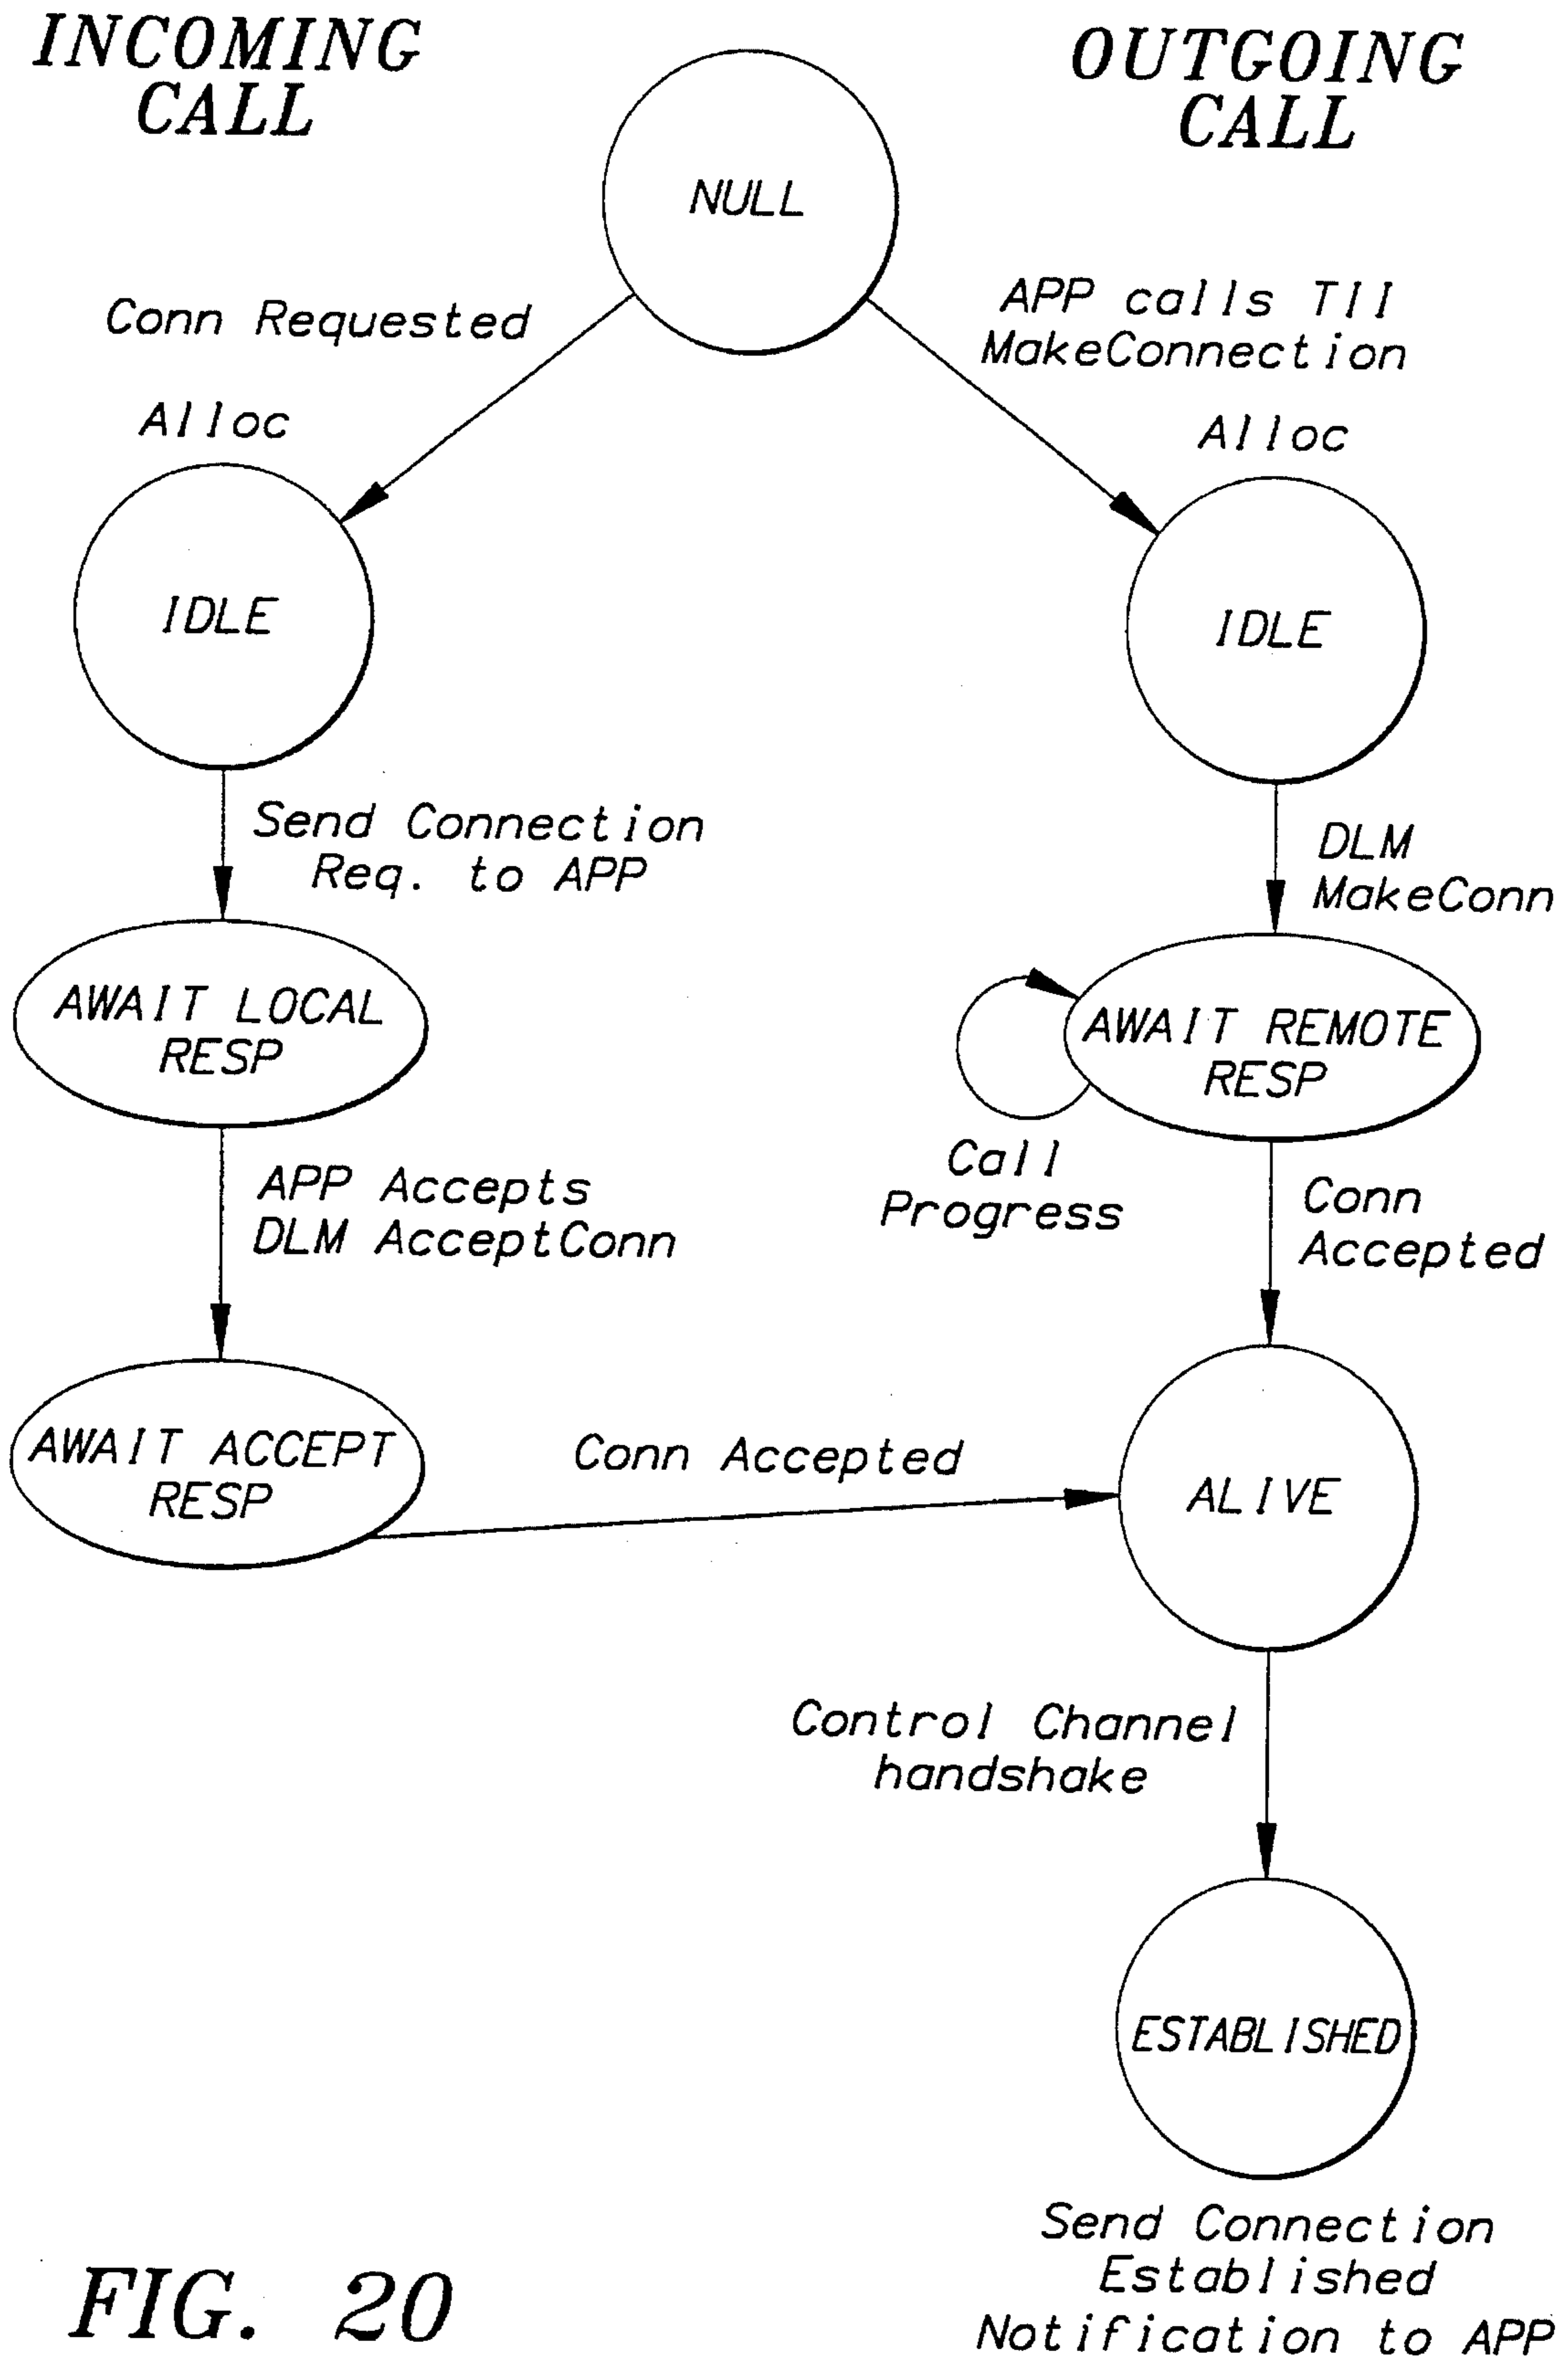 INCOMING
CALL
OUTGOING
CALL
NULL
Conn Requested
APP calls TII
MakeConnection
Alloc
Alloc
IDLE
IDLE
Send Connection
Req. to APP
DLM
MakeConn
AWAIT LOCAL
RESP
AWAIT REMOTE
RESP
Call
Progress
APP Accepts
DLM AcceptConn
Conn
Accepted
AWAIT ACCEPT
RESP
Conn Accepted
ALIVE
Control Channel
handshake
ESTABLISHED
Send Connection
Established
Notification to APP
FIG. 20